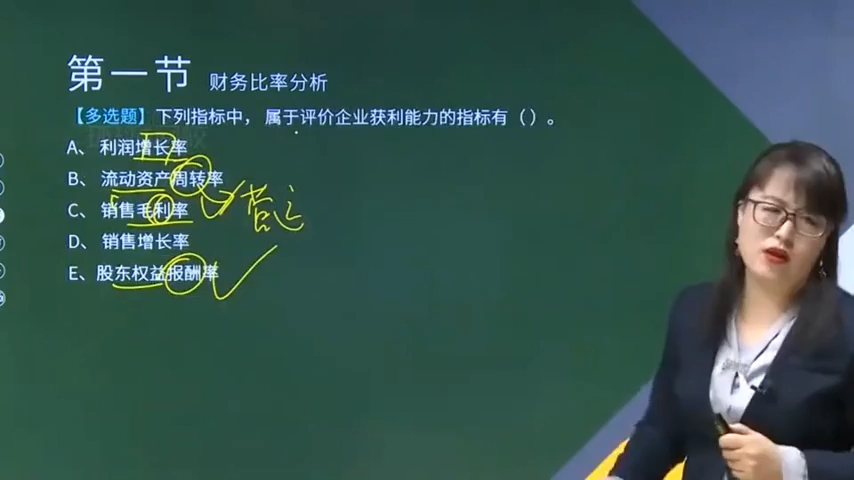 第一节 财务比率分析
【多选题】下列指标中，属于评价企业获利能力的指标有（）。
A、利润增长率
B、流动资产周转率
营运
C、销售毛利率
D、销售增长率
E、股东权益报酬率